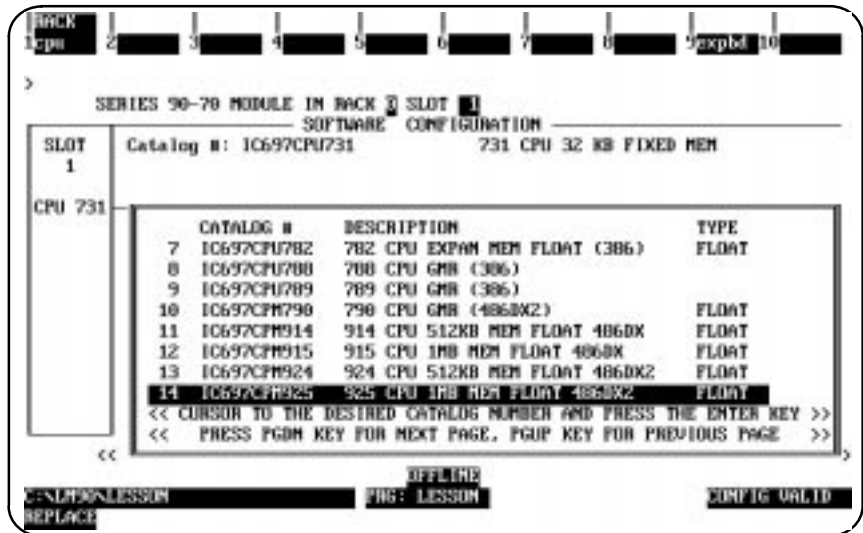 RACK
1cpu 2 3 4 5 6 7 8 9expbd 10
>
SERIES 90-70 MODULE IN RACK 0 SLOT 1
SOFTWARE CONFIGURATION
SLOT Catalog #: IC697CPU731 731 CPU 32 KB FIXED MEM
1
CPU 731
CATALOG # DESCRIPTION TYPE
7 IC697CPU782 782 CPU EXPAN MEM FLOAT (386) FLOAT
8 IC697CPU788 788 CPU GMR (386)
9 IC697CPU789 789 CPU GMR (386)
10 IC697CPM790 790 CPU GMR (486DX2) FLOAT
11 IC697CPM914 914 CPU 512KB MEM FLOAT 486DX FLOAT
12 IC697CPM915 915 CPU 1MB MEM FLOAT 486DX FLOAT
13 IC697CPM924 924 CPU 512KB MEM FLOAT 486DX2 FLOAT
14 IC697CPM925 925 CPU 1MB MEM FLOAT 486DX2 FLOAT
<< CURSOR TO THE DESIRED CATALOG NUMBER AND PRESS THE ENTER KEY >>
<< PRESS PGDN KEY FOR NEXT PAGE, PGUP KEY FOR PREVIOUS PAGE >>
<< >
OFFLINE
C:\LM90\LESSON PRG: LESSON CONFIG VALID
REPLACE